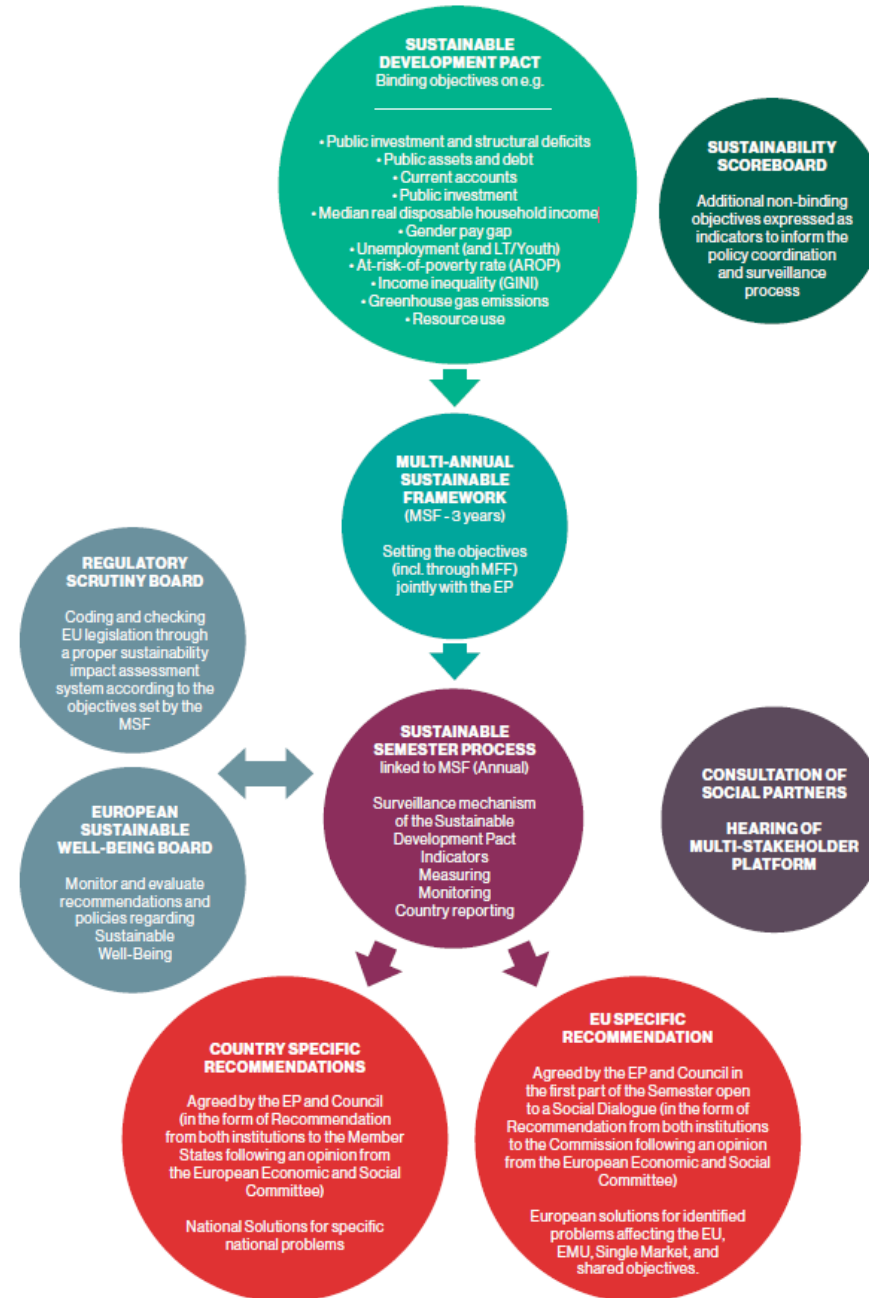 SUSTAINABLE
DEVELOPMENT PACT
Binding objectives on e.g.
• Public investment and structural deficits
• Public assets and debt
• Current accounts
• Public investment
• Median real disposable household income
• Gender pay gap
• Unemployment (and LT/Youth)
• At-risk-of-poverty rate (AROP)
• Income inequality (GINI)
• Greenhouse gas emissions
• Resource use
SUSTAINABILITY
SCOREBOARD
Additional non-binding
objectives expressed as
indicators to inform the
policy coordination
and surveillance
process
MULTI-ANNUAL
SUSTAINABLE
FRAMEWORK
(MSF - 3 years)
Setting the objectives
(incl. through MFF)
jointly with the EP
REGULATORY
SCRUTINY BOARD
Coding and checking
EU legislation through
a proper sustainability
impact assessment
system according to the
objectives set by the
MSF
EUROPEAN
SUSTAINABLE
WELL-BEING BOARD
Monitor and evaluate
recommendations and
policies regarding
Sustainable
Well-Being
SUSTAINABLE
SEMESTER PROCESS
linked to MSF (Annual)
Surveillance mechanism
of the Sustainable
Development Pact
Indicators
Measuring
Monitoring
Country reporting
CONSULTATION OF
SOCIAL PARTNERS
HEARING OF
MULTI-STAKEHOLDER
PLATFORM
COUNTRY SPECIFIC
RECOMMENDATIONS
Agreed by the EP and Council
(in the form of Recommendation
from both institutions to the Member
States following an opinion from
the European Economic and Social
Committee)
National Solutions for specific
national problems
EU SPECIFIC
RECOMMENDATION
Agreed by the EP and Council in
the first part of the Semester open
to a Social Dialogue (in the form of
Recommendation from both institutions
to the Commission following an opinion
from the European Economic and Social
Committee)
European solutions for identified
problems affecting the EU,
EMU, Single Market, and
shared objectives.